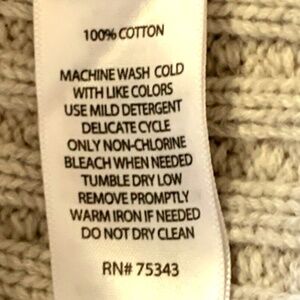 100% COTTON
MACHINE WASH COLD
WITH LIKE COLORS
USE MILD DETERGENT
DELICATE CYCLE
ONLY NON-CHLORINE
BLEACH WHEN NEEDED
TUMBLE DRY LOW
REMOVE PROMPTLY
WARM IRON IF NEEDED
DO NOT DRY CLEAN
RN# 75343